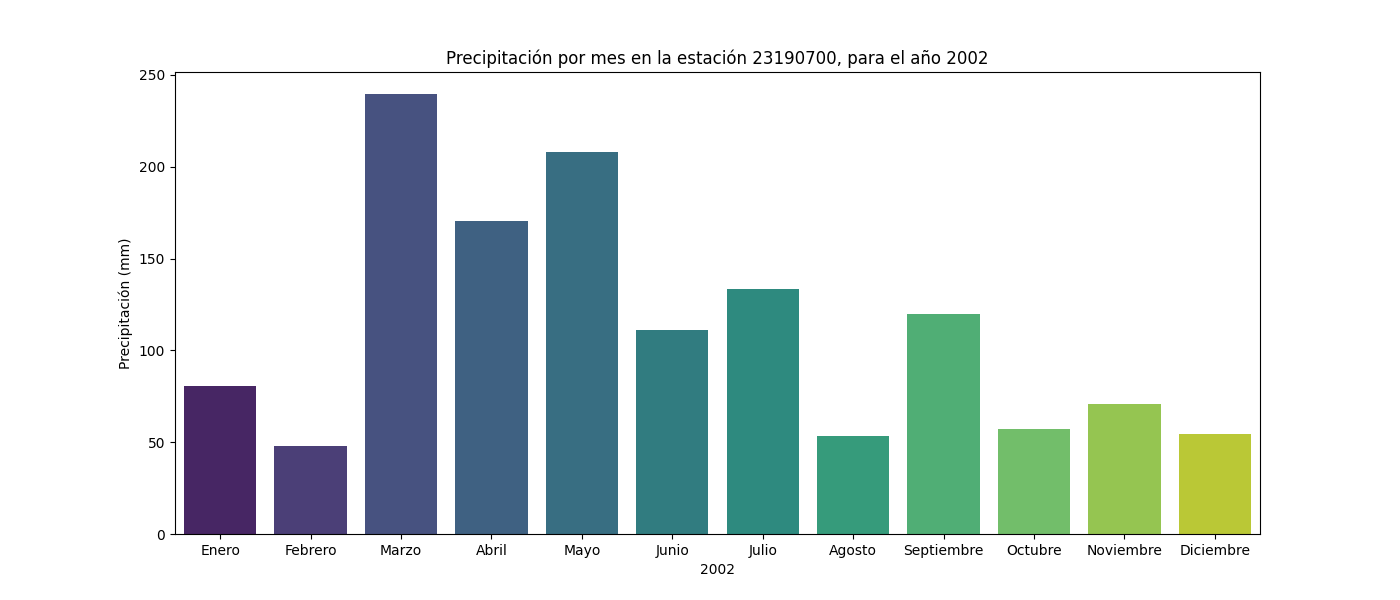 Precipitación por mes en la estación 23190700, para el año 2002
Precipitación (mm)
250
200
150
100
50
0
Enero Febrero Marzo Abril Mayo Junio Julio Agosto Septiembre Octubre Noviembre Diciembre
2002